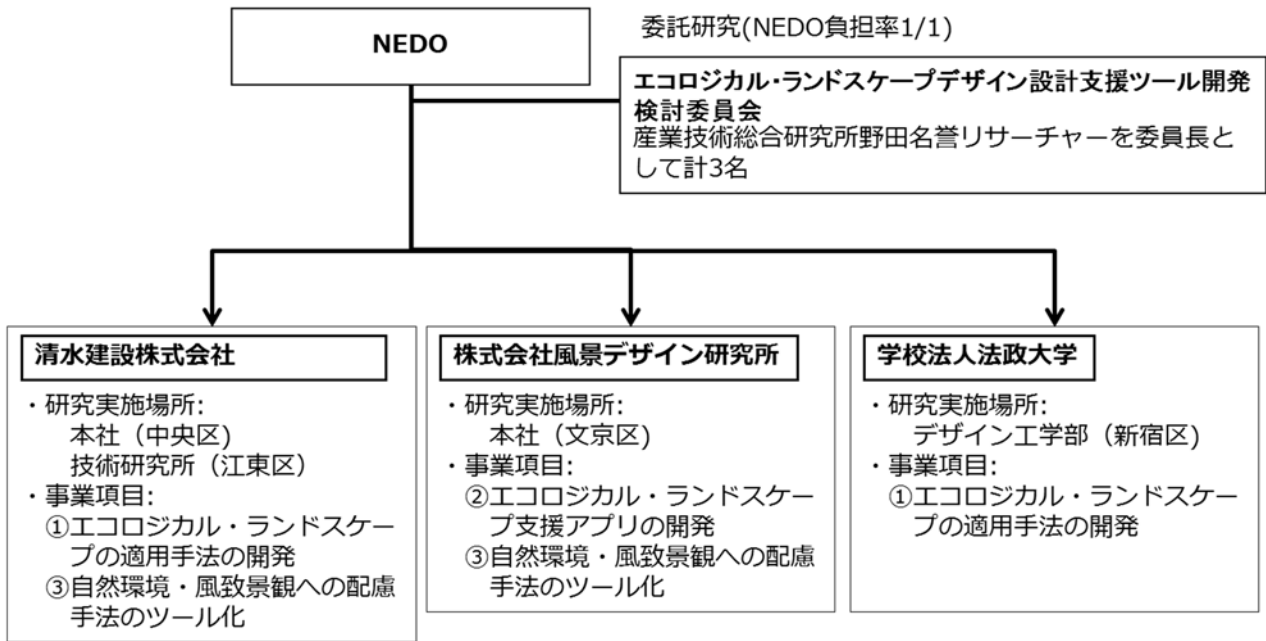 NEDO
委託研究(NEDO負担率1/1)
エコロジカル・ランドスケープデザイン設計支援ツール開発
検討委員会
産業技術総合研究所野田名誉リサーチャーを委員長と
して計3名
清水建設株式会社
・研究実施場所:
本社（中央区)
技術研究所（江東区）
・事業項目:
①エコロジカル・ランドスケー
プの適用手法の開発
③自然環境・風致景観への配慮
手法のツール化
株式会社風景デザイン研究所
・研究実施場所:
本社（文京区)
・事業項目:
②エコロジカル・ランドスケー
プ支援アプリの開発
③自然環境・風致景観への配慮
手法のツール化
学校法人法政大学
・研究実施場所:
デザイン工学部（新宿区)
・事業項目:
①エコロジカル・ランドスケー
プの適用手法の開発